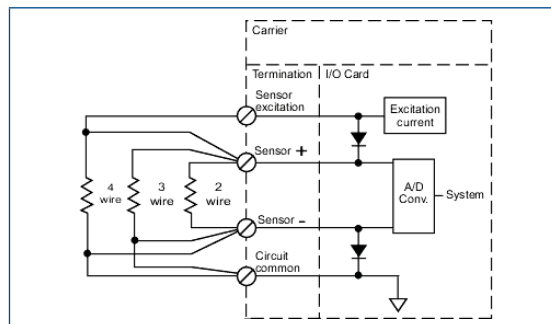 Carrier
Termination
I/O Card
Sensor
excitation
Excitation
current
Sensor +
4
wire
3
wire
2
wire
A/D
Conv.
System
Sensor -
Circuit
common